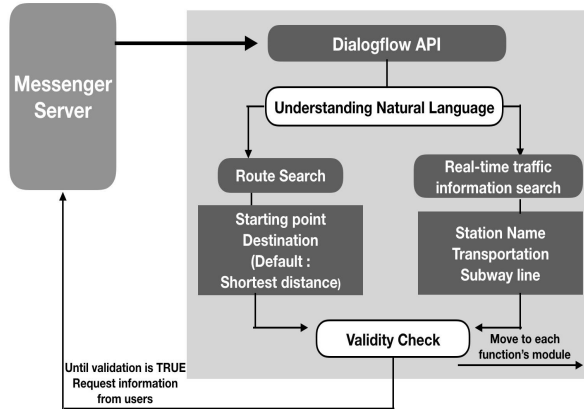 Messenger
Server
Dialogflow API
Understanding Natural Language
Route Search
Real-time traffic
information search
Starting point
Destination
(Default :
Shortest distance)
Station Name
Transportation
Subway line
Validity Check
Move to each
function's module
Until validation is TRUE
Request information
from users